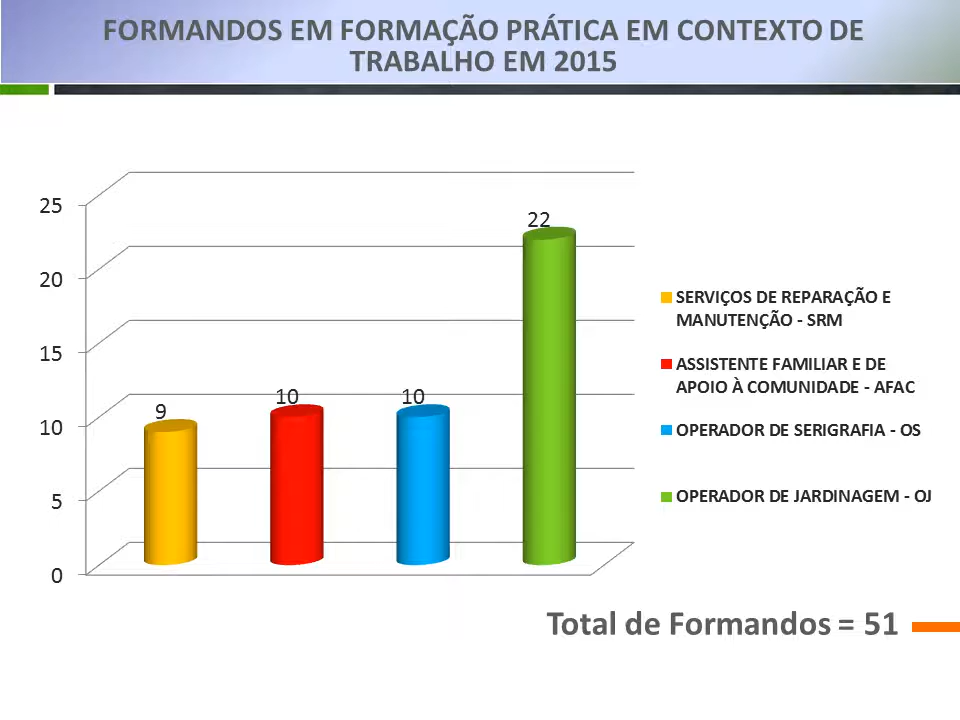 FORMANDOS EM FORMAÇÃO PRÁTICA EM CONTEXTO DE
TRABALHO EM 2015
25
20
15
10
5
0
9
10
10
22
SERVIÇOS DE REPARAÇÃO E
MANUTENÇÃO - SRM
ASSISTENTE FAMILIAR E DE
APOIO À COMUNIDADE - AFAC
OPERADOR DE SERIGRAFIA - OS
OPERADOR DE JARDINAGEM - OJ
Total de Formandos = 51